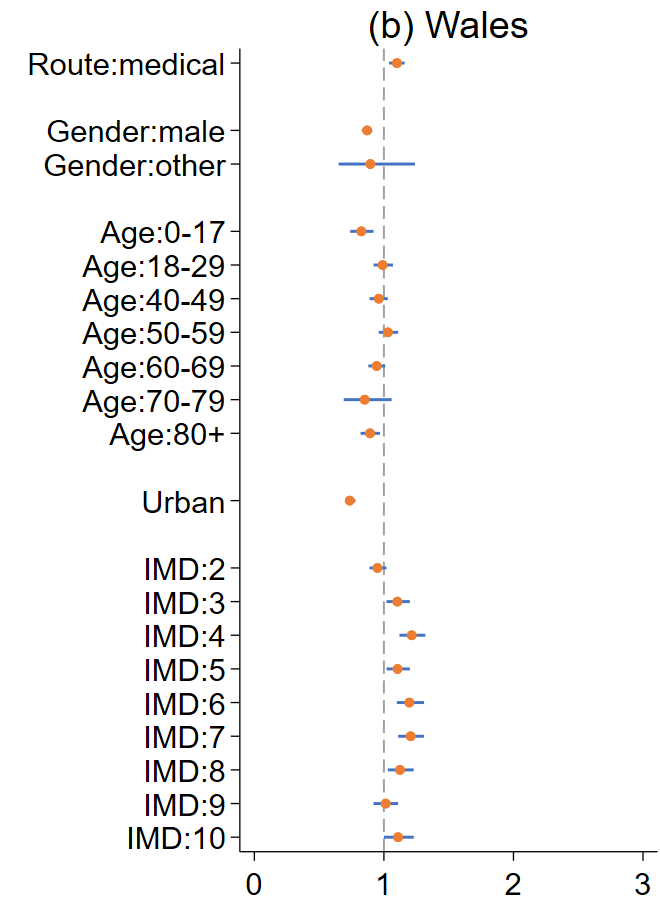 (b) Wales
Route:medical
Gender:male
Gender:other
Age:0-17
Age:18-29
Age:40-49
Age:50-59
Age:60-69
Age:70-79
Age:80+
Urban
IMD:2
IMD:3
IMD:4
IMD:5
IMD:6
IMD:7
IMD:8
IMD:9
IMD:10
0 1 2 3